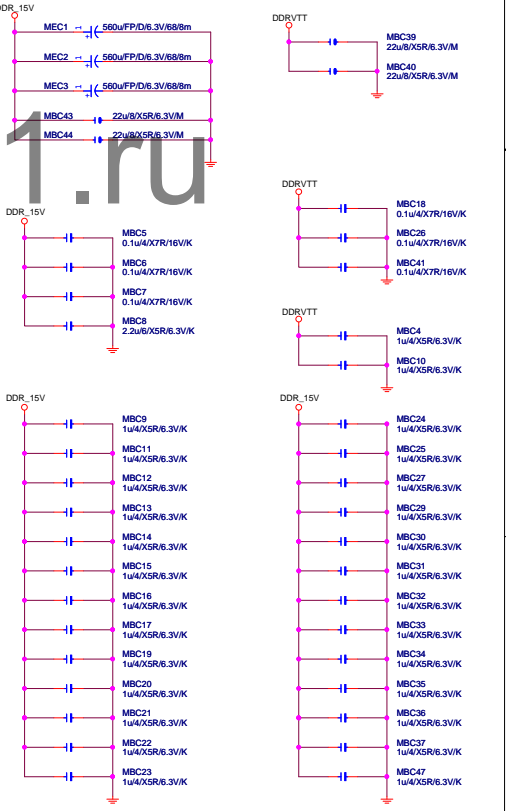 DDR_15V
MEC1 1 + 560u/FP/D/6.3V/68/8m
MEC2 1 + 560u/FP/D/6.3V/68/8m
MEC3 1 + 560u/FP/D/6.3V/68/8m
MBC43 22u/8/X5R/6.3V/M
MBC44 22u/8/X5R/6.3V/M
1.ru
DDRVTT
MBC39
22u/8/X5R/6.3V/M
MBC40
22u/8/X5R/6.3V/M
DDR_15V
MBC5
0.1u/4/X7R/16V/K
MBC6
0.1u/4/X7R/16V/K
MBC7
0.1u/4/X7R/16V/K
MBC8
2.2u/6/X5R/6.3V/K
DDRVTT
MBC18
0.1u/4/X7R/16V/K
MBC26
0.1u/4/X7R/16V/K
MBC41
0.1u/4/X7R/16V/K
DDRVTT
MBC4
1u/4/X5R/6.3V/K
MBC10
1u/4/X5R/6.3V/K
DDR_15V
MBC9
1u/4/X5R/6.3V/K
MBC11
1u/4/X5R/6.3V/K
MBC12
1u/4/X5R/6.3V/K
MBC13
1u/4/X5R/6.3V/K
MBC14
1u/4/X5R/6.3V/K
MBC15
1u/4/X5R/6.3V/K
MBC16
1u/4/X5R/6.3V/K
MBC17
1u/4/X5R/6.3V/K
MBC19
1u/4/X5R/6.3V/K
MBC20
1u/4/X5R/6.3V/K
MBC21
1u/4/X5R/6.3V/K
MBC22
1u/4/X5R/6.3V/K
MBC23
1u/4/X5R/6.3V/K
DDR_15V
MBC24
1u/4/X5R/6.3V/K
MBC25
1u/4/X5R/6.3V/K
MBC27
1u/4/X5R/6.3V/K
MBC29
1u/4/X5R/6.3V/K
MBC30
1u/4/X5R/6.3V/K
MBC31
1u/4/X5R/6.3V/K
MBC32
1u/4/X5R/6.3V/K
MBC33
1u/4/X5R/6.3V/K
MBC34
1u/4/X5R/6.3V/K
MBC35
1u/4/X5R/6.3V/K
MBC36
1u/4/X5R/6.3V/K
MBC37
1u/4/X5R/6.3V/K
MBC47
1u/4/X5R/6.3V/K